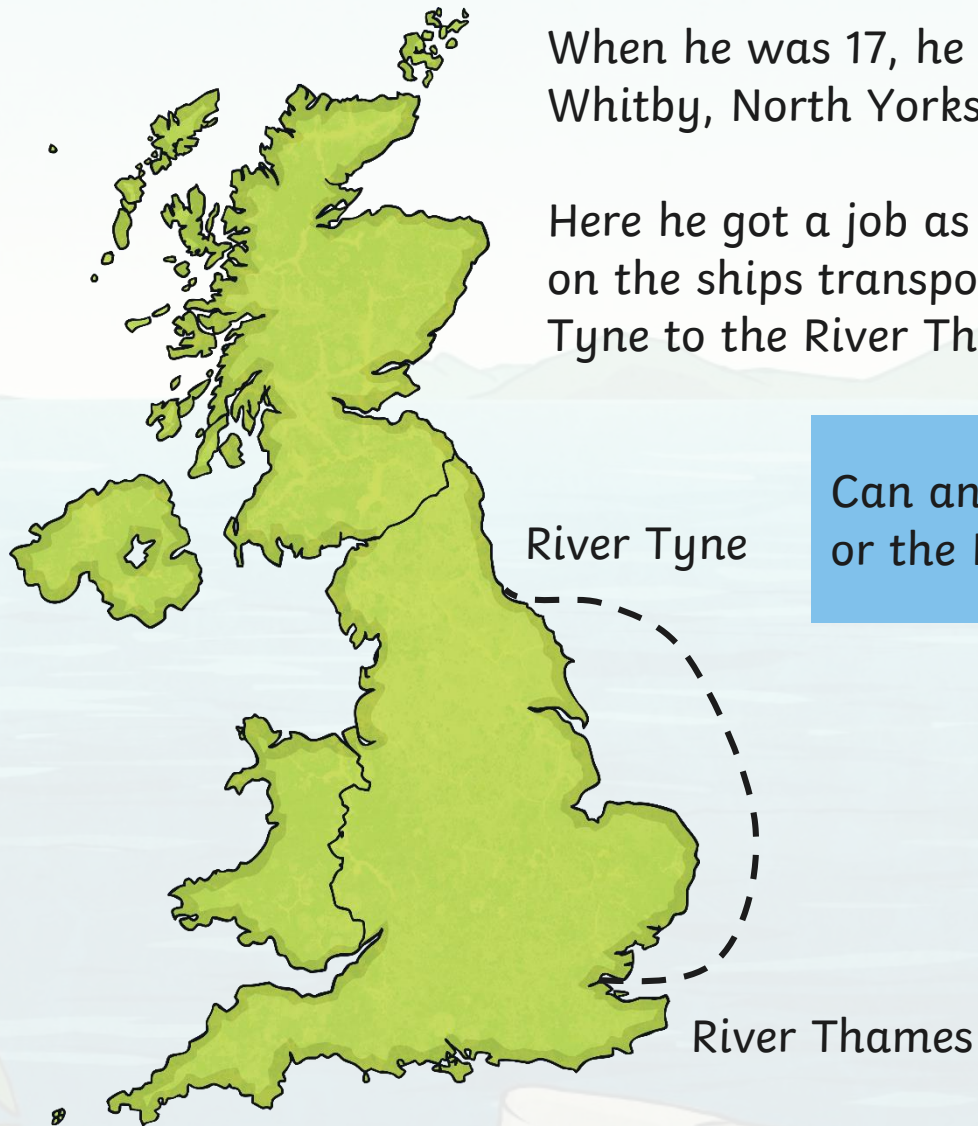 When he was 17, he
Whitby, North Yorks
Here he got a job as
on the ships transpo
Tyne to the River Th
Can an
or the
River Tyne
River Thames